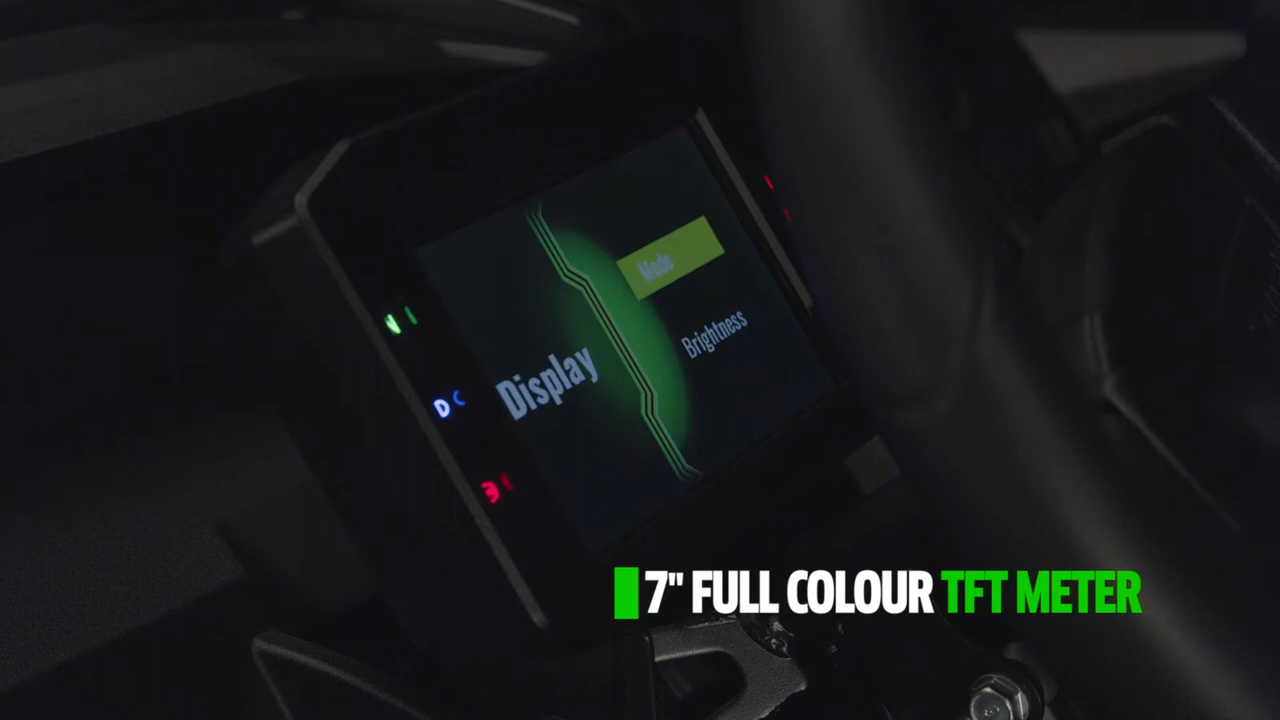 Mode
Brightness
Display
N
D
7" FULL COLOUR TFT METER